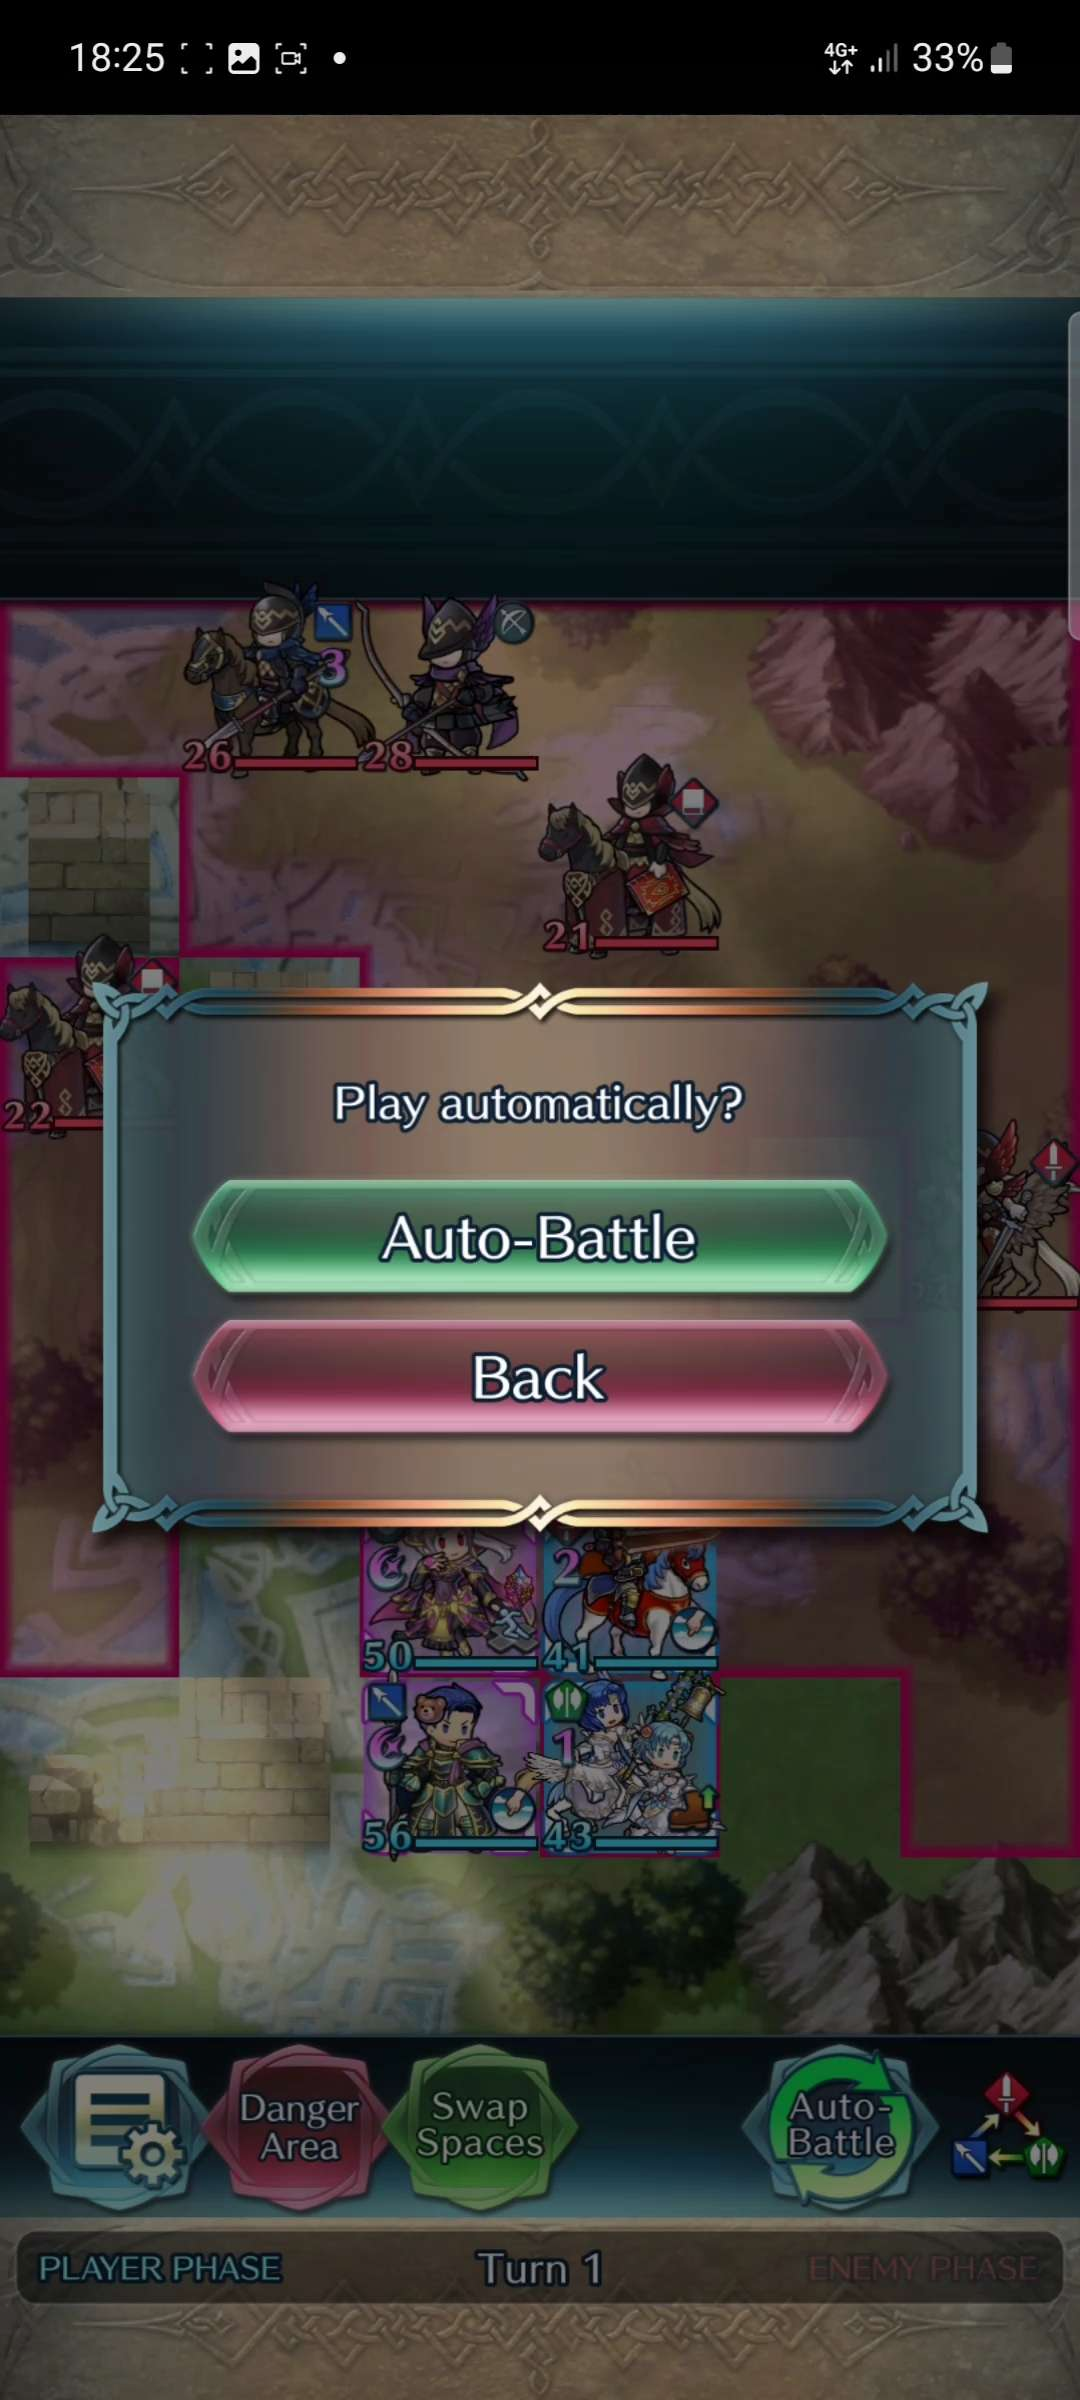 18:25
4G+
33%
3
26
28
21
22
Play automatically?
Auto-Battle
Back
2
50
41
1
56
43
Danger
Area
Swap
Spaces
Auto-
Battle
PLAYER PHASE
Turn 1
ENEMY PHASE